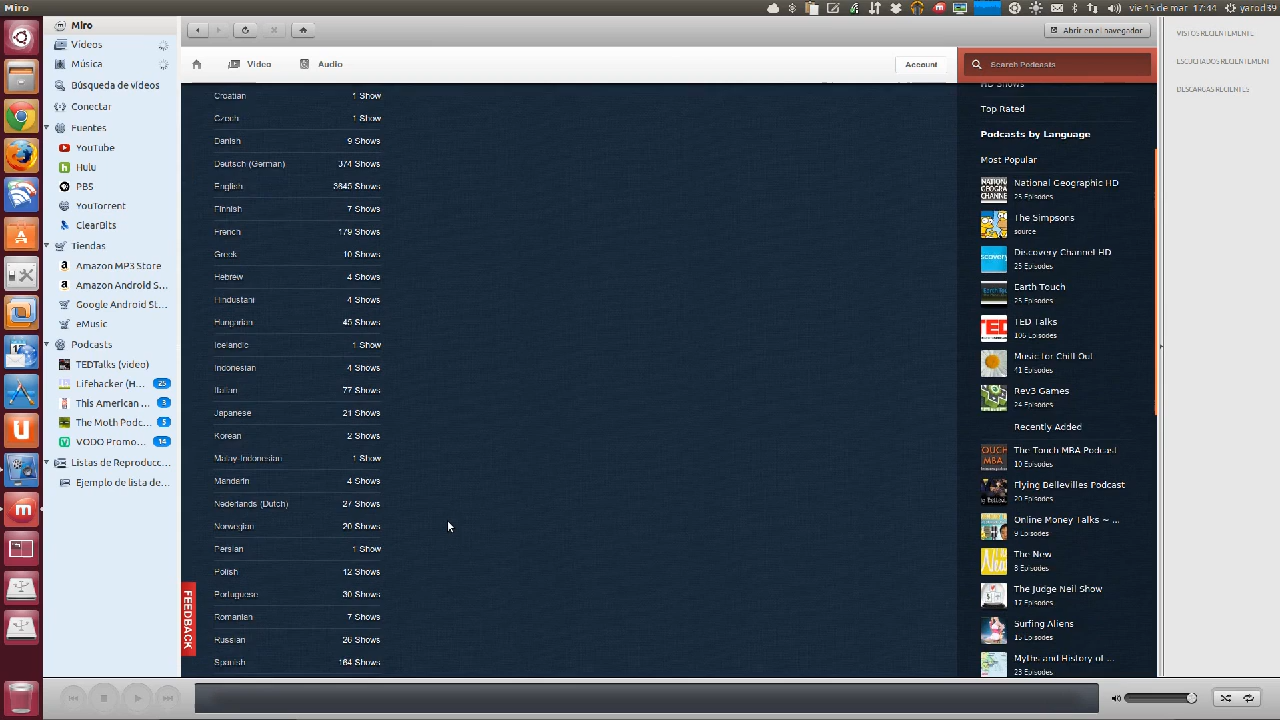 Miro
vie 15 de mar 17:44
yarod39
Miro
Vídeos
Música
Búsqueda de vídeos
Conectar
Fuentes
YouTube
Hulu
PBS
YouTorrent
ClearBits
Tiendas
Amazon MP3 Store
Amazon Android S...
Google Android St...
eMusic
Podcasts
TEDTalks (video)
Lifehacker (H... 25
This American ... 3
The Moth Podc... 5
VODO Promo... 14
Listas de Reproducc...
Ejemplo de lista de...
Abrir en el navegador
Video
Audio
Account
Search Podcasts
Croatian 1 Show
Czech 1 Show
Danish 9 Shows
Deutsch (German) 374 Shows
English 3645 Shows
Finnish 7 Shows
French 179 Shows
Greek 10 Shows
Hebrew 4 Shows
Hindustani 4 Shows
Hungarian 45 Shows
Icelandic 1 Show
Indonesian 4 Shows
Italian 77 Shows
Japanese 21 Shows
Korean 2 Shows
Malay-Indonesian 1 Show
Mandarin 4 Shows
Nederlands (Dutch) 27 Shows
Norwegian 20 Shows
Persian 1 Show
Polish 12 Shows
Portuguese 30 Shows
Romanian 7 Shows
Russian 26 Shows
Spanish 164 Shows
FEEDBACK
HD Shows
Top Rated
Podcasts by Language
Most Popular
National Geographic HD
25 Episodes
The Simpsons
source
Discovery Channel HD
25 Episodes
Earth Touch
25 Episodes
TED Talks
106 Episodes
Music for Chill Out
41 Episodes
Rev3 Games
24 Episodes
Recently Added
The Touch MBA Podcast
10 Episodes
Flying Bellevilles Podcast
20 Episodes
Online Money Talks ~ ...
9 Episodes
The New
8 Episodes
The Judge Neil Show
17 Episodes
Surfing Aliens
15 Episodes
Myths and History of ...
23 Episodes
VISTOS RECIENTEMENTE
ESCUCHADOS RECIENTEMENT
DESCARGAS RECIENTES